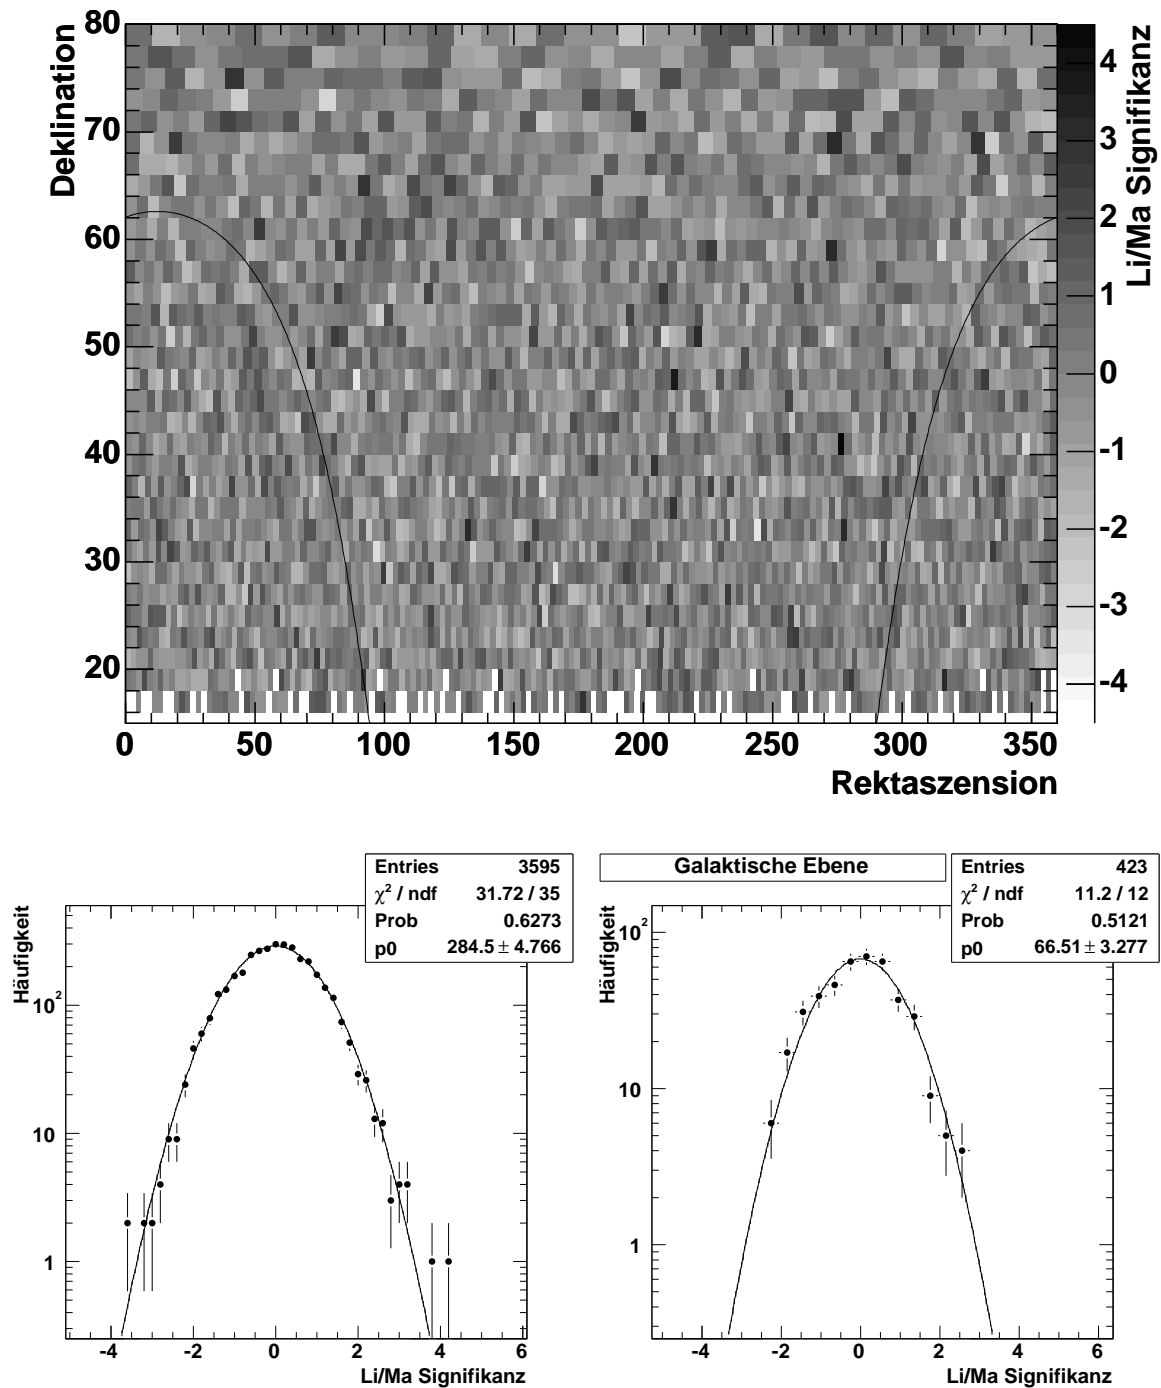 80
70
60
50
40
30
20
Deklination
0 50 100 150 200 250 300 350
Rektaszension
4
3
2
1
0
-1
-2
-3
-4
Li/Ma Signifikanz
Entries 3595
χ² / ndf 31.72 / 35
Prob 0.6273
p0 284.5 ± 4.766
Häufigkeit
10²
10
1
-4 -2 0 2 4 6
Li/Ma Signifikanz
Galaktische Ebene
Entries 423
χ² / ndf 11.2 / 12
Prob 0.5121
p0 66.51 ± 3.277
Häufigkeit
10²
10
1
-4 -2 0 2 4 6
Li/Ma Signifikanz